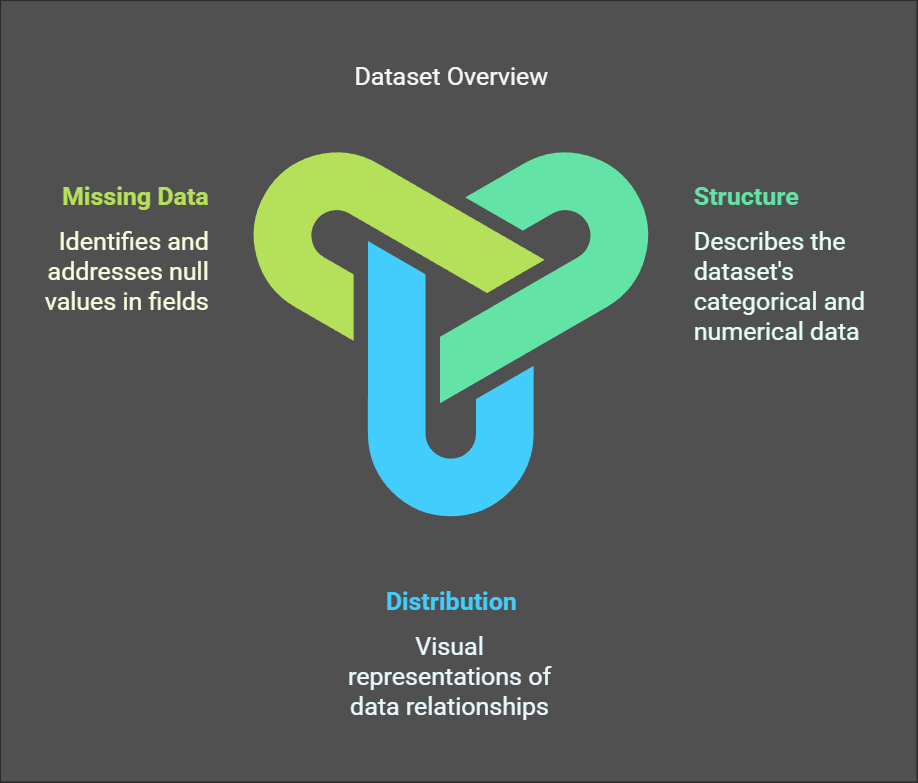 Dataset Overview
Missing Data
Identifies and
addresses null
values in fields
Structure
Describes the
dataset's
categorical and
numerical data
Distribution
Visual
representations of
data relationships